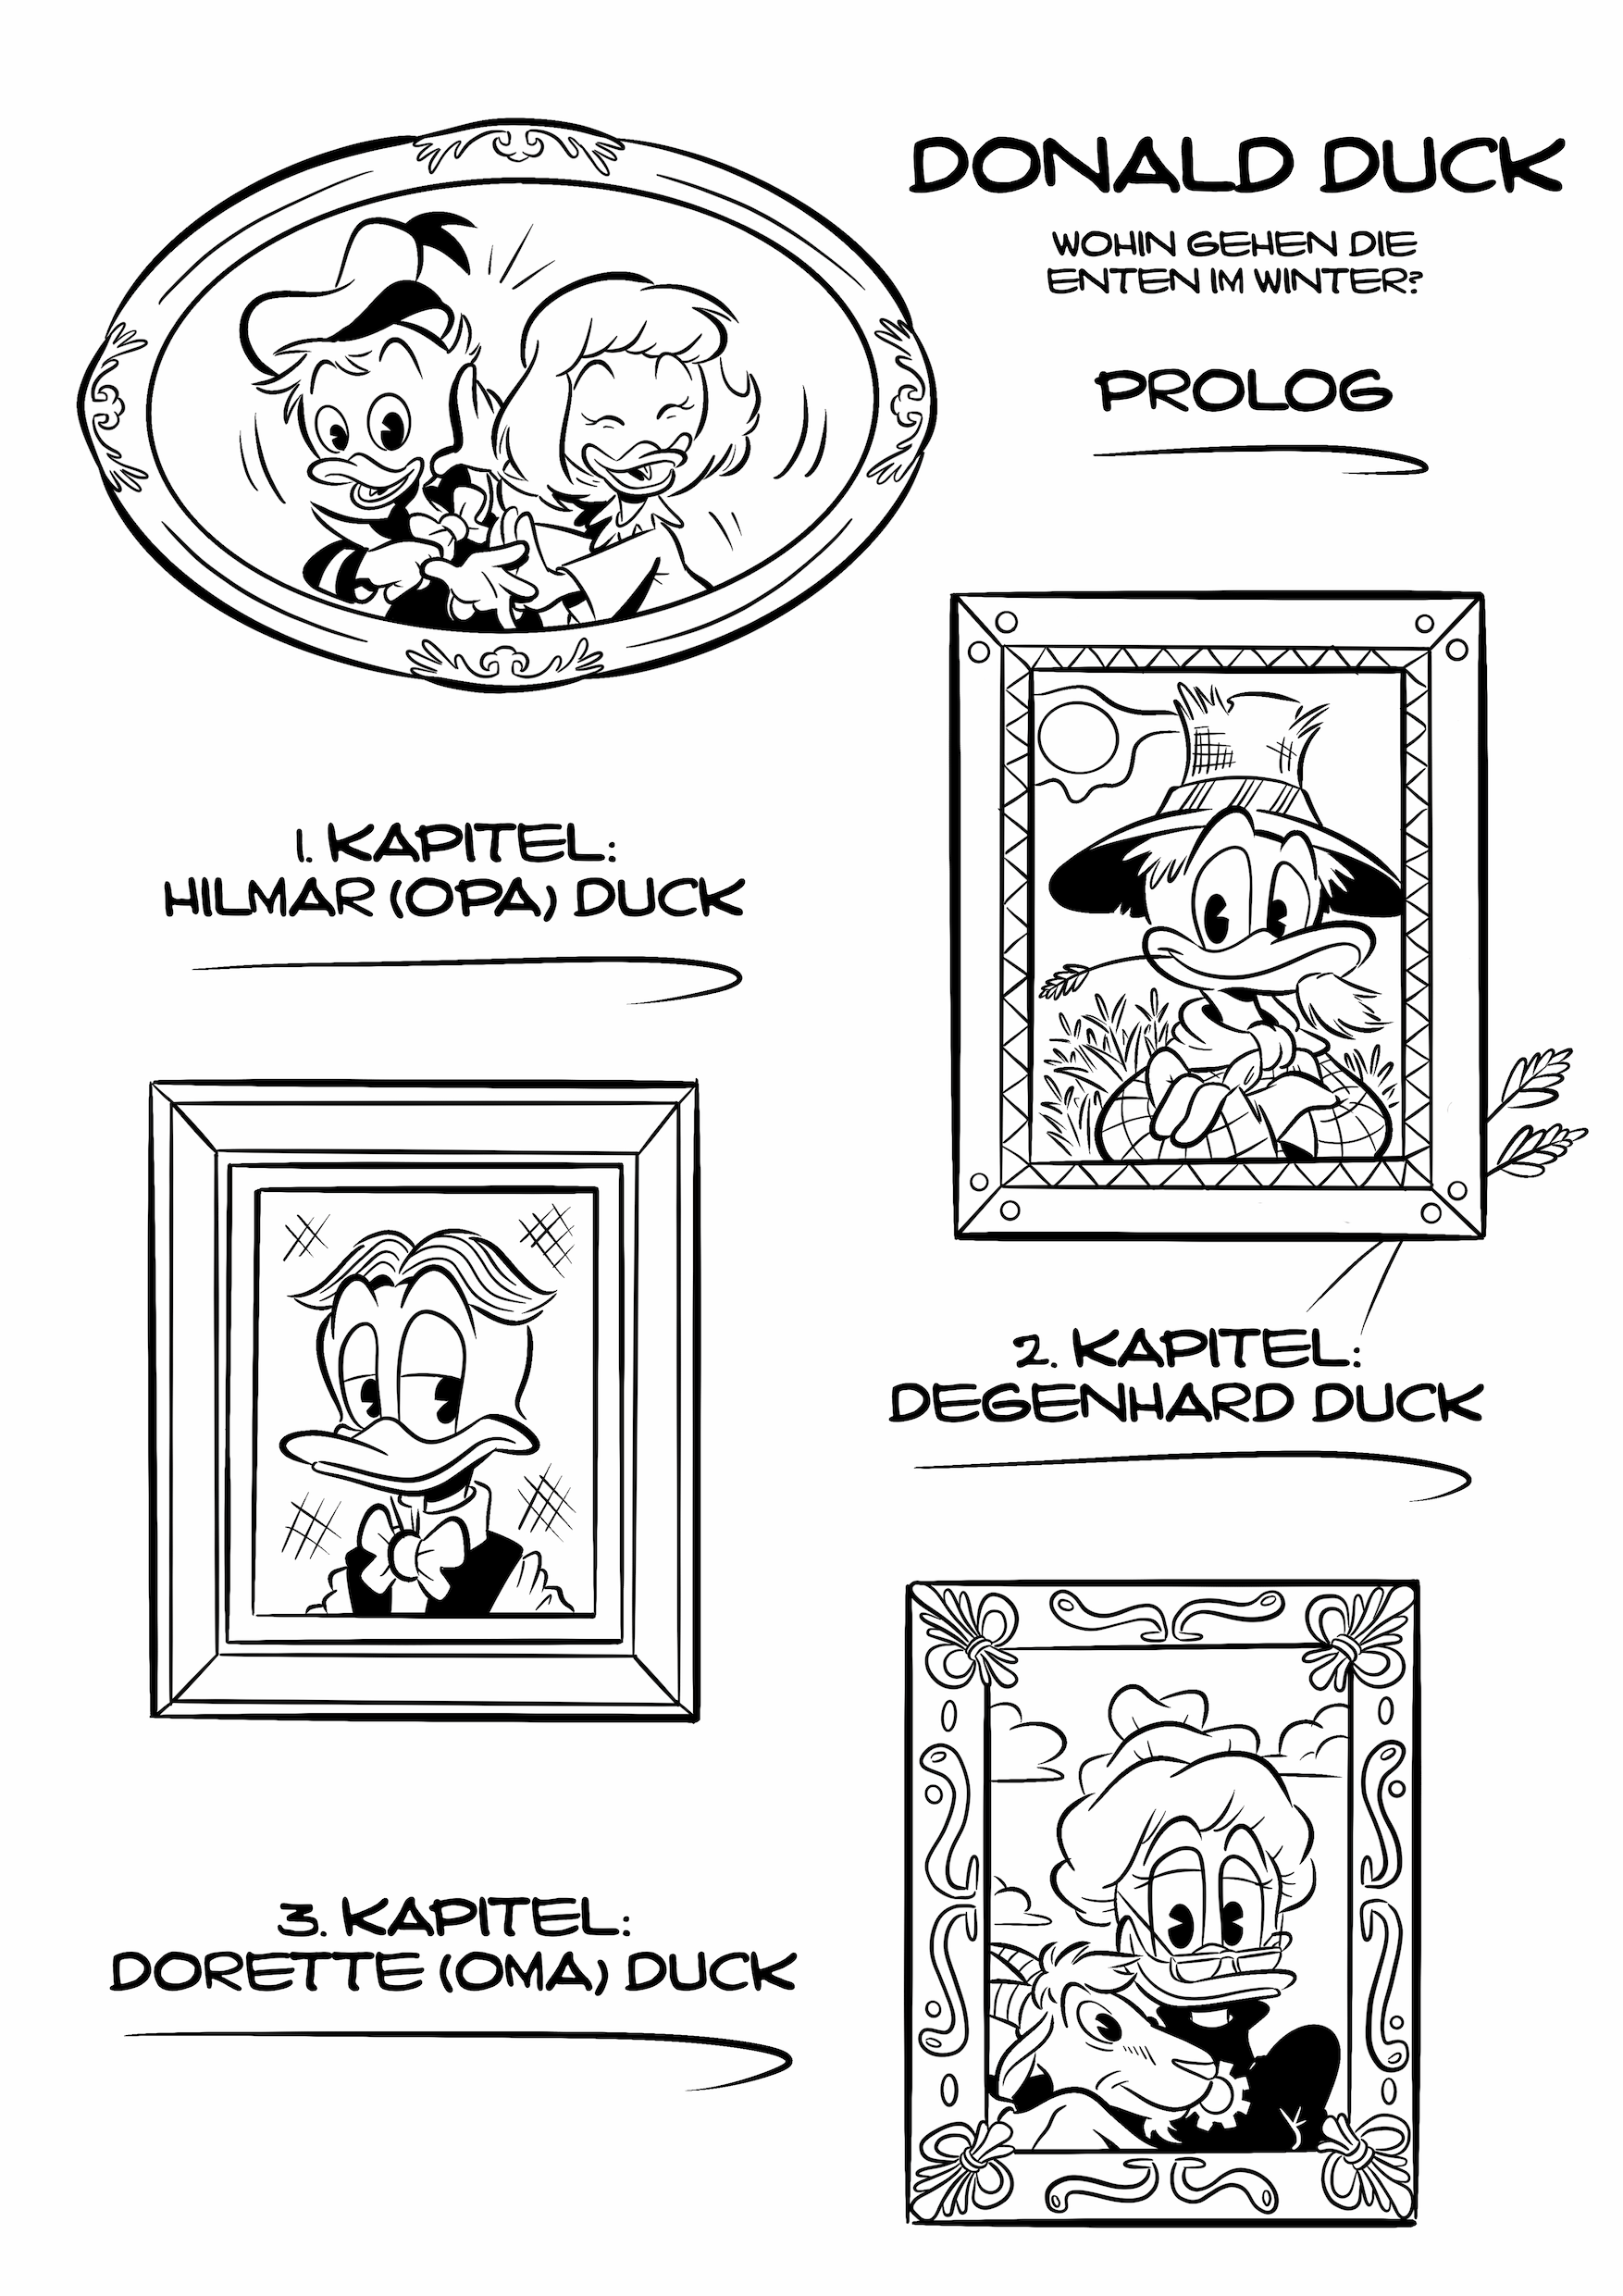 DONALD DUCK
WOHIN GEHEN DIE
ENTEN IM WINTER?
PROLOG
1. KAPITEL:
HILMAR (OPA) DUCK
2. KAPITEL:
DEGENHARD DUCK
3. KAPITEL:
DORETTE (OMA) DUCK